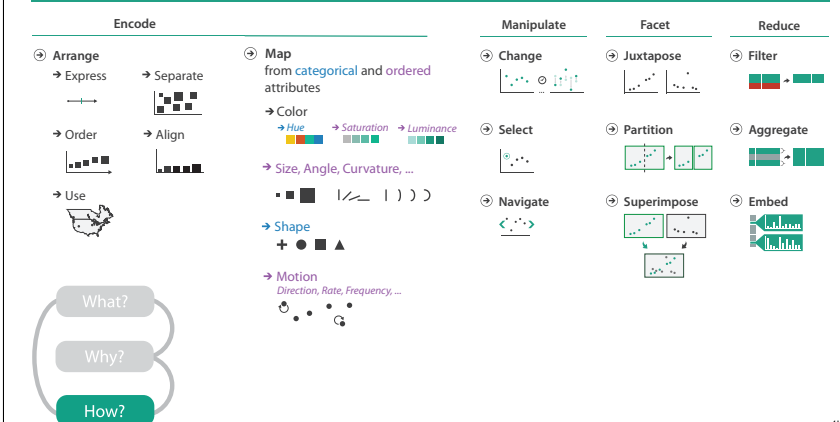 Encode
Manipulate
Facet
Reduce
Arrange
Express
Separate
Order
Align
Use
Map
from categorical and ordered
attributes
Color
Hue
Saturation
Luminance
Size, Angle, Curvature, ...
Shape
Motion
Direction, Rate, Frequency, ...
Change
...
Select
Navigate
Juxtapose
Partition
Superimpose
Filter
Aggregate
Embed
What?
Why?
How?